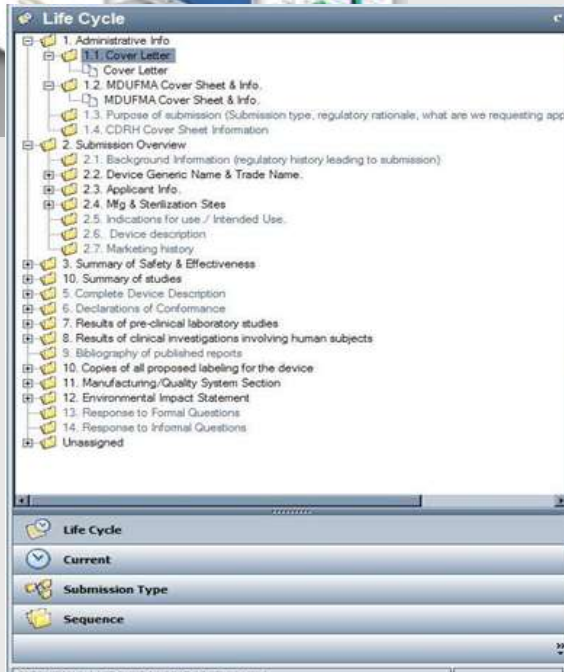 Life Cycle
1. Administrative Info
1.1. Cover Letter
Cover Letter
1.2. MDUFMA Cover Sheet & Info.
MDUFMA Cover Sheet & Info.
1.3. Purpose of submission (Submission type, regulatory rationale, what are we requesting app
1.4. CDRH Cover Sheet Information
2. Submission Overview
2.1. Background Information (regulatory history leading to submission)
2.2. Device Generic Name & Trade Name.
2.3. Applicant Info.
2.4. Mfg & Sterilization Sites
2.5. Indications for use / Intended Use.
2.6. Device description
2.7. Marketing history
3. Summary of Safety & Effectiveness
10. Summary of studies
5. Complete Device Description
6. Declarations of Conformance
7. Results of pre-clinical laboratory studies
8. Results of clinical investigations involving human subjects
9. Bibliography of published reports
10. Copies of all proposed labeling for the device
11. Manufacturing/Quality System Section
12. Environmental Impact Statement
13. Response to Formal Questions
14. Response to Informal Questions
Unassigned
Life Cycle
Current
Submission Type
Sequence